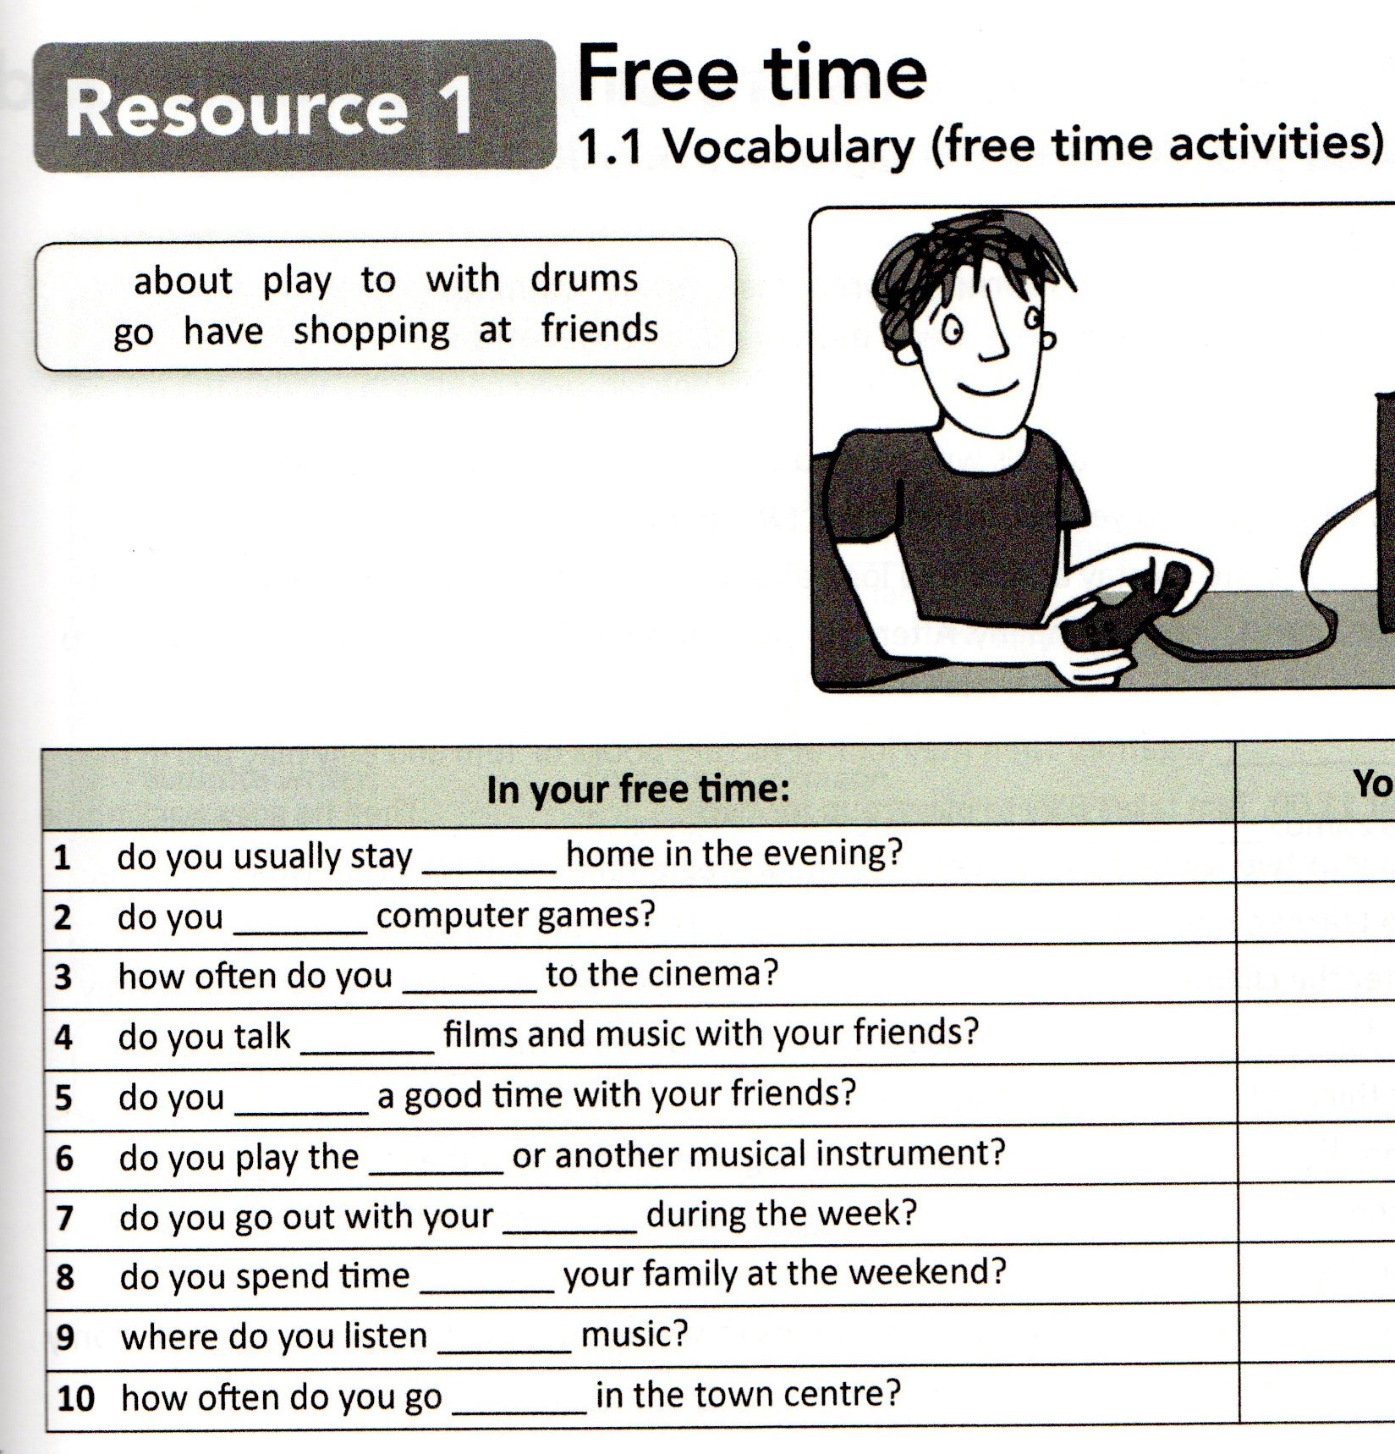 Resource 1
Free time
1.1 Vocabulary (free time activities)
about play to with drums
go have shopping at friends
In your free time:
Yo
1 do you usually stay _______ home in the evening?
2 do you _______ computer games?
3 how often do you _______ to the cinema?
4 do you talk _______ films and music with your friends?
5 do you _______ a good time with your friends?
6 do you play the _______ or another musical instrument?
7 do you go out with your _______ during the week?
8 do you spend time _______ your family at the weekend?
9 where do you listen _______ music?
10 how often do you go _______ in the town centre?